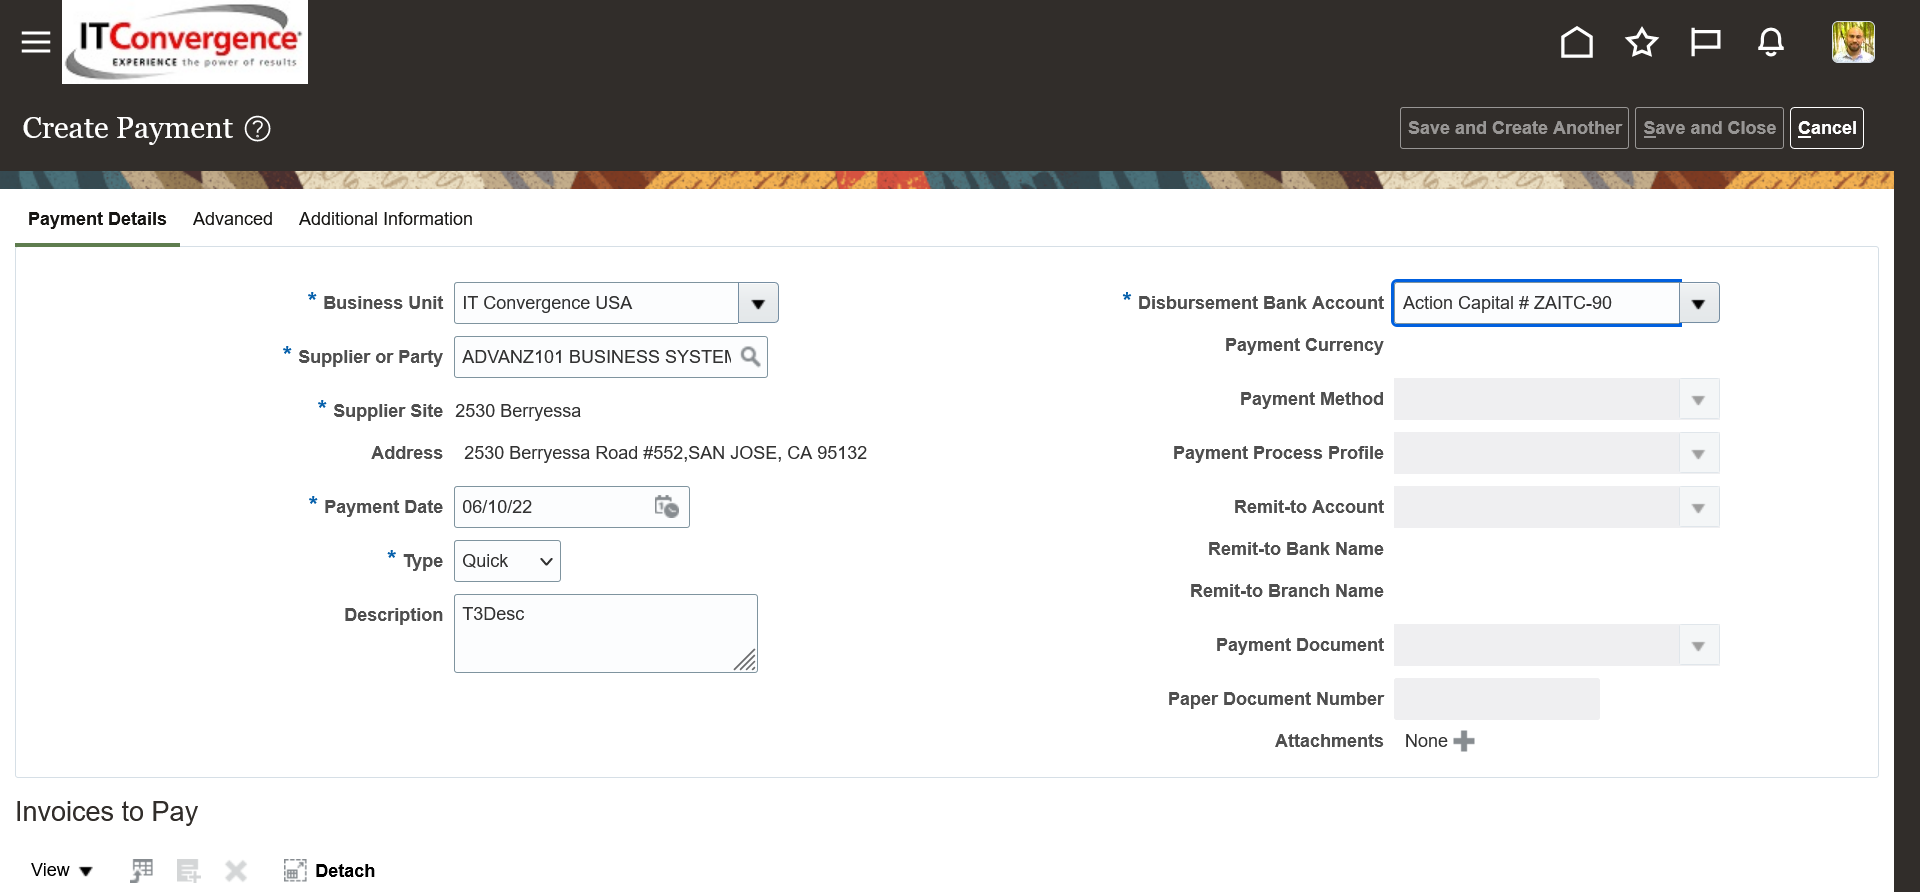 ITConvergence
EXPERIENCE the power of results
Create Payment
Save and Create Another
Save and Close
Cancel
Payment Details
Advanced
Additional Information
* Business Unit IT Convergence USA
* Supplier or Party ADVANZ101 BUSINESS SYSTEM
* Supplier Site 2530 Berryessa
Address 2530 Berryessa Road #552,SAN JOSE, CA 95132
* Payment Date 06/10/22
* Type Quick
Description T3Desc
* Disbursement Bank Account Action Capital # ZAITC-90
Payment Currency
Payment Method
Payment Process Profile
Remit-to Account
Remit-to Bank Name
Remit-to Branch Name
Payment Document
Paper Document Number
Attachments None
Invoices to Pay
View
Detach